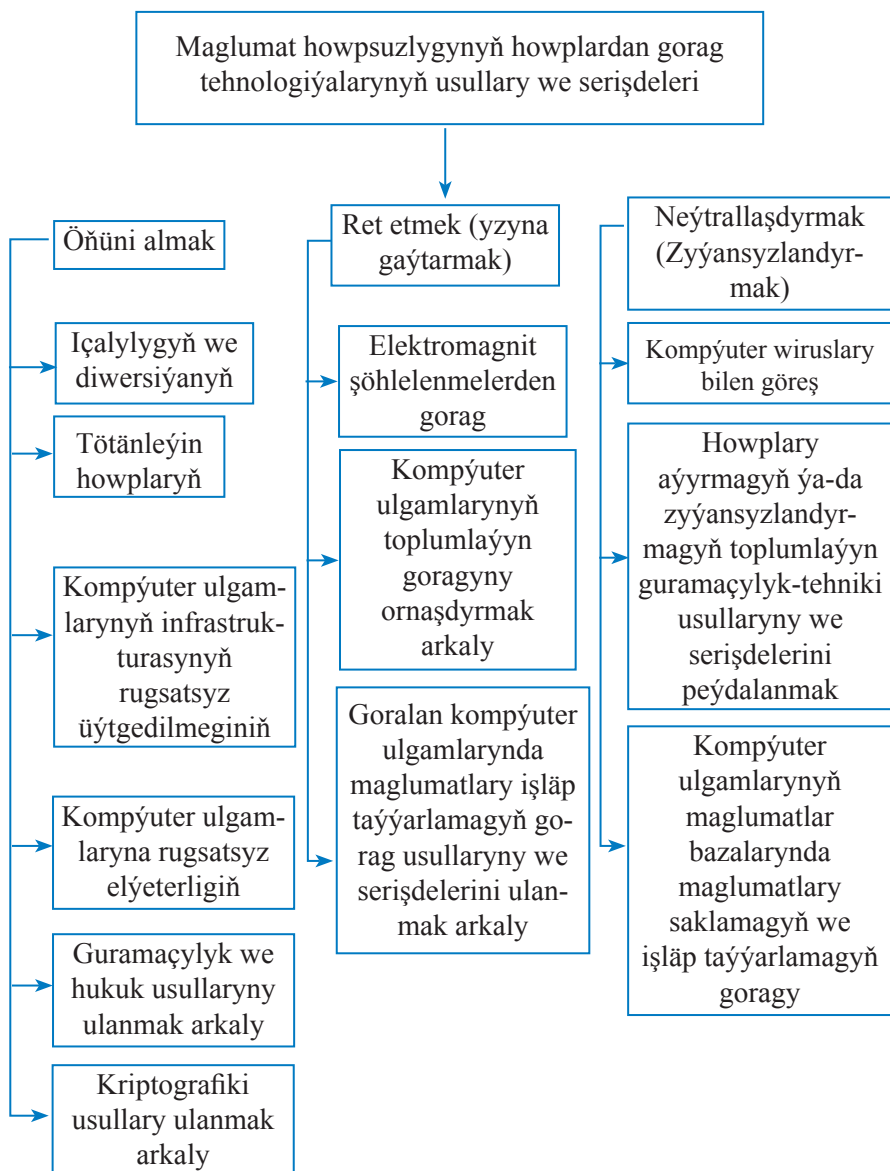 Maglumat howpsuzlygynyň howplardan gorag
tehnologiýalarynyň usullary we serişdeleri
Öňüni almak
Içalylygyň we
diwersiýanyň
Tötänleýin
howplaryň
Kompýuter ulgam-
larynyň infrastruk-
turasynyň
rugsatsyz
üýtgedilmeginiň
Kompýuter ulgam-
laryna rugsatsyz
elýeterligiň
Guramaçylyk we
hukuk usullaryny
ulanmak arkaly
Kriptografiki
usullary ulanmak
arkaly
Ret etmek (yzyna
gaýtarmak)
Elektromagnit
şöhlelenmelerden
gorag
Kompýuter
ulgamlarynyň
toplumlaýyn
goragyny
ornaşdyrmak
arkaly
Goralan kompýuter
ulgamlarynda
maglumatlary işläp
taýýarlamagyň go-
rag usullaryny we
serişdelerini ulan-
mak arkaly
Neýtrallaşdyrmak
(Zyýansyzlandyr-
mak)
Kompýuter wiruslary
bilen göreş
Howplary
aýyrmagyň ýa-da
zyýansyzlandyr-
magyň toplumlaýyn
guramaçylyk-tehniki
usullaryny we
serişdelerini
peýdalanmak
Kompýuter
ulgamlarynyň
maglumatlar
bazalarynda
maglumatlary
saklamagyň we
işläp taýýarlamagyň
goragy